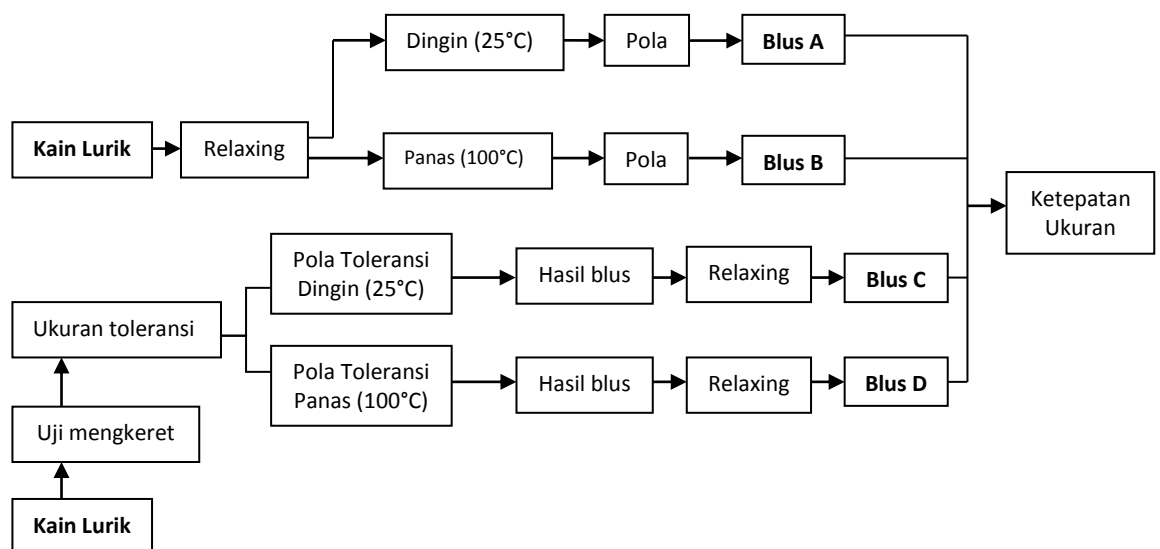 Dingin (25°C)
Pola
Blus A
Kain Lurik
Relaxing
Panas (100°C)
Pola
Blus B
Ketepatan
Ukuran
Pola Toleransi
Dingin (25°C)
Hasil blus
Relaxing
Blus C
Ukuran toleransi
Pola Toleransi
Panas (100°C)
Hasil blus
Relaxing
Blus D
Uji mengkeret
Kain Lurik